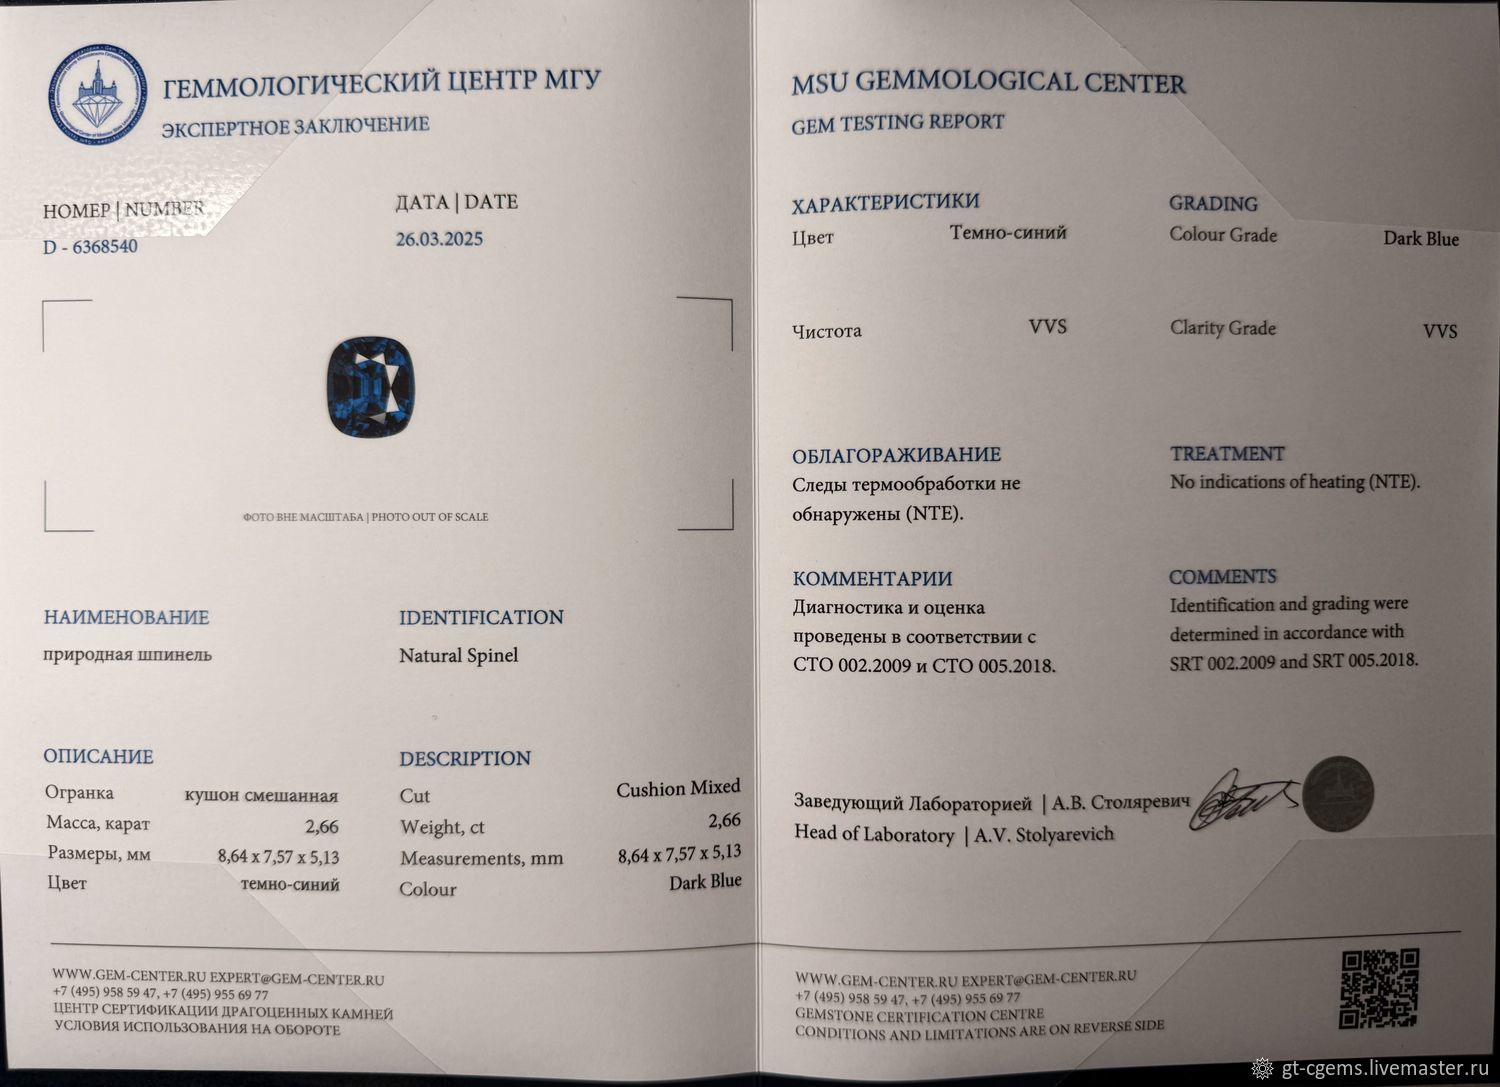 ГЕММОЛОГИЧЕСКИЙ ЦЕНТР МГУ
ЭКСПЕРТНОЕ ЗАКЛЮЧЕНИЕ
НОМЕР | NUMBER
D - 6368540
ДАТА | DATE
26.03.2025
ФОТО ВНЕ МАСШТАБА | PHOTO OUT OF SCALE
НАИМЕНОВАНИЕ
природная шпинель
IDENTIFICATION
Natural Spinel
ОПИСАНИЕ
Огранка кушон смешанная
Масса, карат 2,66
Размеры, мм 8,64 x 7,57 x 5,13
Цвет темно-синий
DESCRIPTION
Cut Cushion Mixed
Weight, ct 2,66
Measurements, mm 8,64 x 7,57 x 5,13
Colour Dark Blue
WWW.GEM-CENTER.RU EXPERT@GEM-CENTER.RU
+7 (495) 958 59 47, +7 (495) 955 69 77
ЦЕНТР СЕРТИФИКАЦИИ ДРАГОЦЕННЫХ КАМНЕЙ
УСЛОВИЯ ИСПОЛЬЗОВАНИЯ НА ОБОРОТЕ
MSU GEMMOLOGICAL CENTER
GEM TESTING REPORT
ХАРАКТЕРИСТИКИ
Цвет Темно-синий
Чистота VVS
GRADING
Colour Grade Dark Blue
Clarity Grade VVS
ОБЛАГОРАЖИВАНИЕ
Следы термообработки не
обнаружены (NTE).
TREATMENT
No indications of heating (NTE).
КОММЕНТАРИИ
Диагностика и оценка
проведены в соответствии с
СТО 002.2009 и СТО 005.2018.
COMMENTS
Identification and grading were
determined in accordance with
SRT 002.2009 and SRT 005.2018.
Заведующий Лабораторией | А.В. Столяревич
Head of Laboratory | A.V. Stolyarevich
WWW.GEM-CENTER.RU EXPERT@GEM-CENTER.RU
+7 (495) 958 59 47, +7 (495) 955 69 77
GEMSTONE CERTIFICATION CENTRE
CONDITIONS AND LIMITATIONS ARE ON REVERSE SIDE
gt-cgems.livemaster.ru